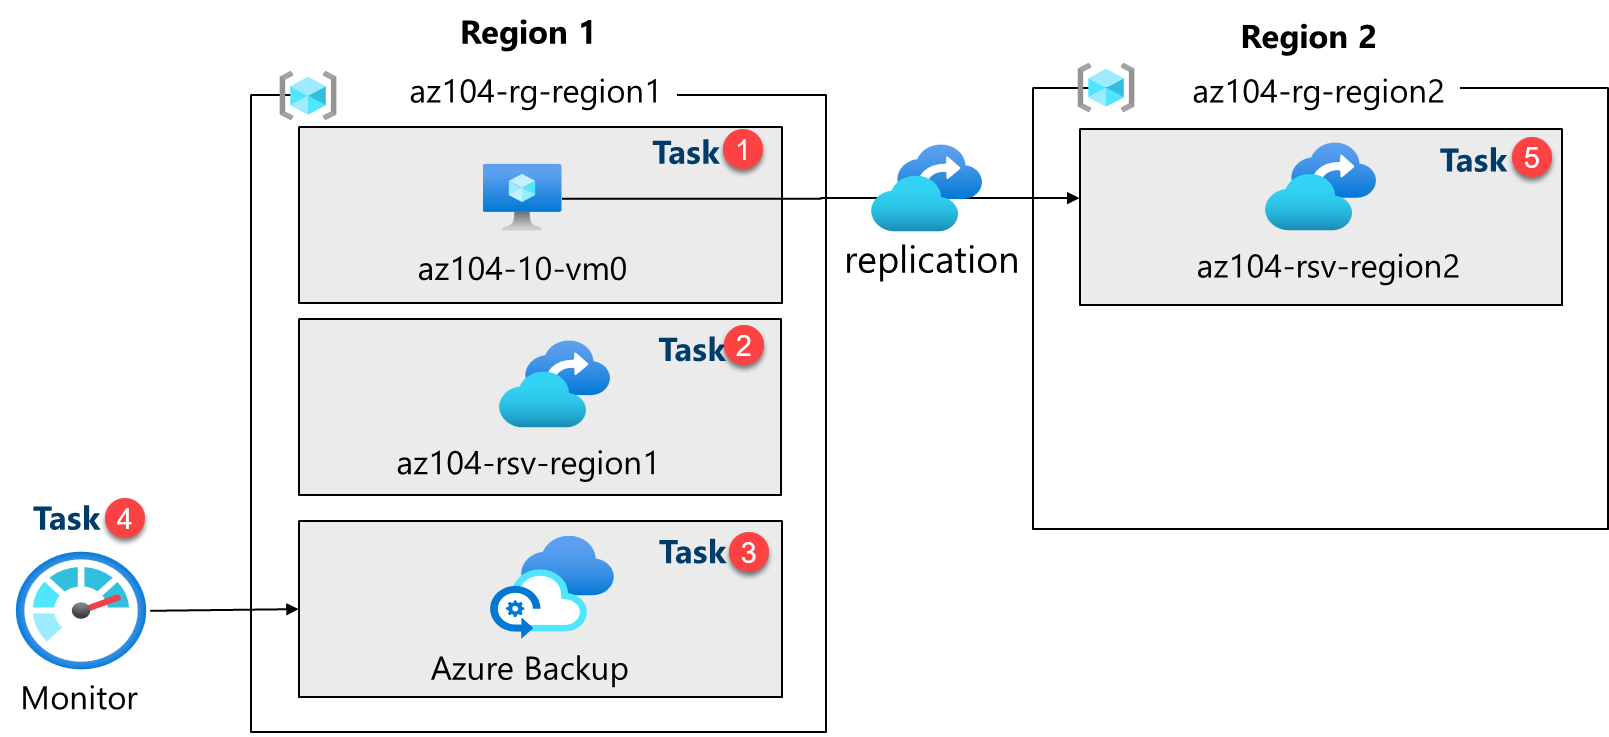 Region 1
az104-rg-region1
Task 1
az104-10-vm0
Task 2
az104-rsv-region1
Task 3
Azure Backup
Task 4
Monitor
replication
Region 2
az104-rg-region2
Task 5
az104-rsv-region2